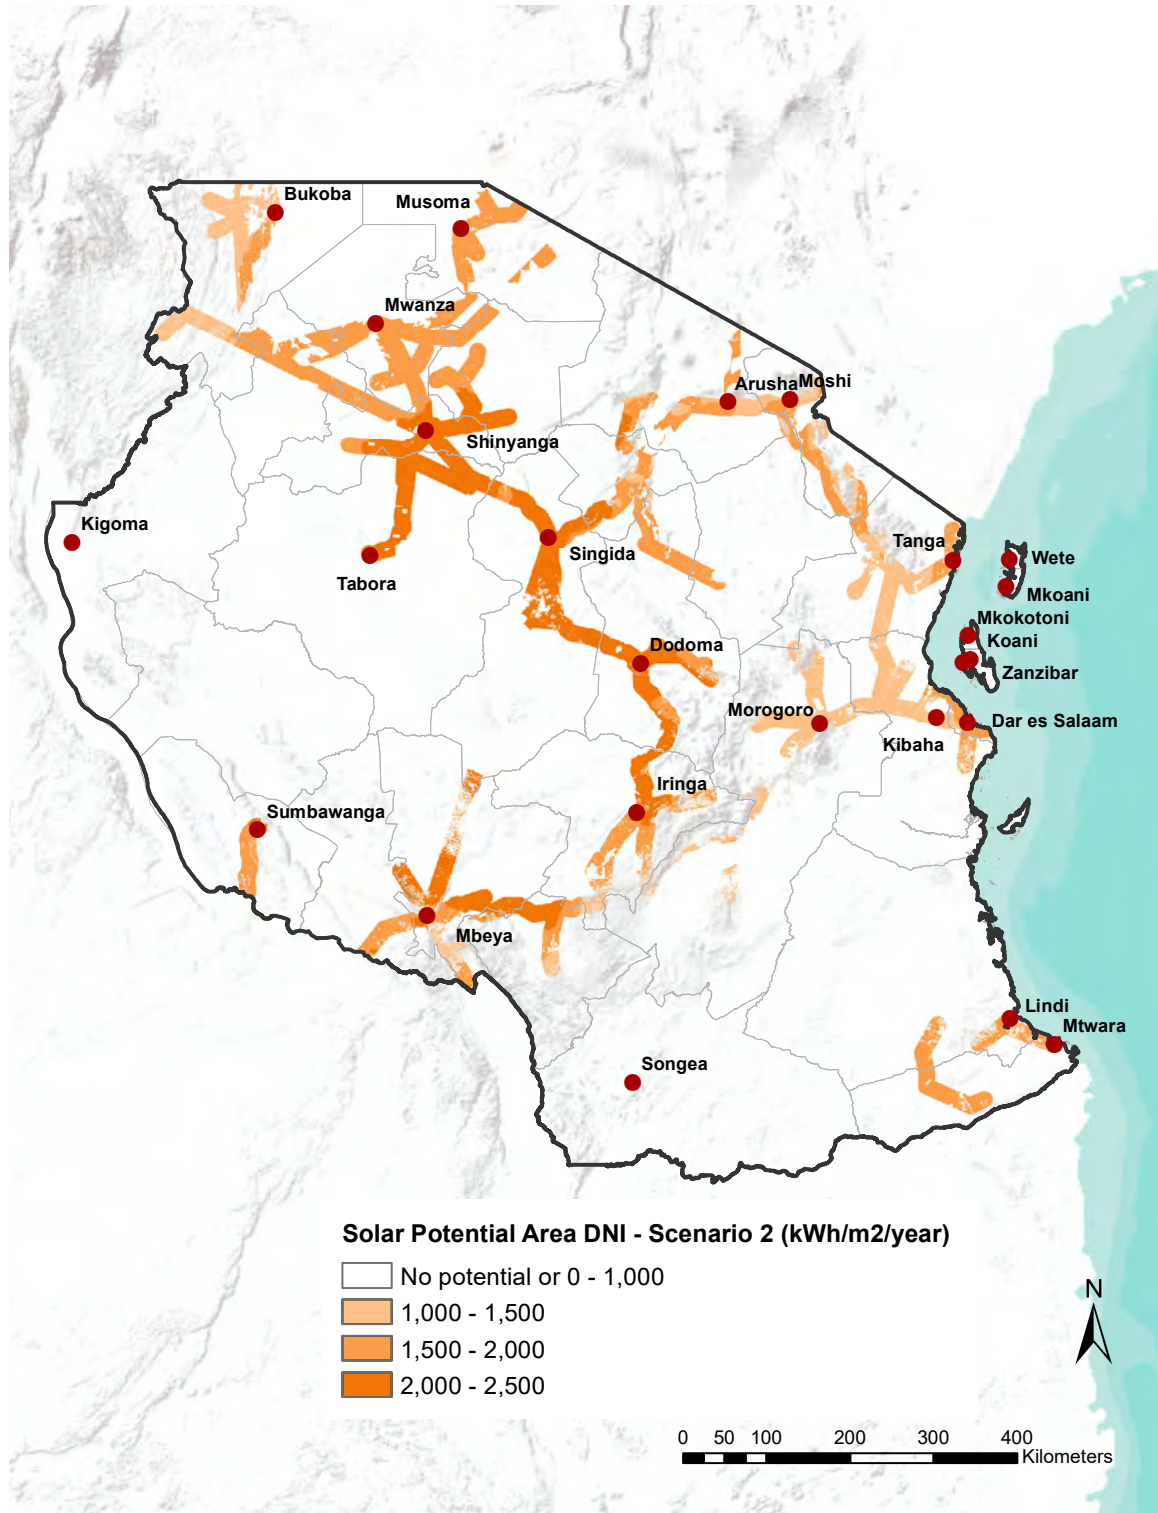 Bukoba
Musoma
Mwanza
Arusha
Moshi
Shinyanga
Kigoma
Singida
Tabora
Tanga
Wete
Mkoani
Mkokotoni
Koani
Zanzibar
Dodoma
Morogoro
Dar es Salaam
Kibaha
Iringa
Sumbawanga
Mbeya
Lindi
Mtwara
Songea
Solar Potential Area DNI - Scenario 2 (kWh/m2/year)
No potential or 0 - 1,000
1,000 - 1,500
1,500 - 2,000
2,000 - 2,500
N
0 50 100 200 300 400
Kilometers